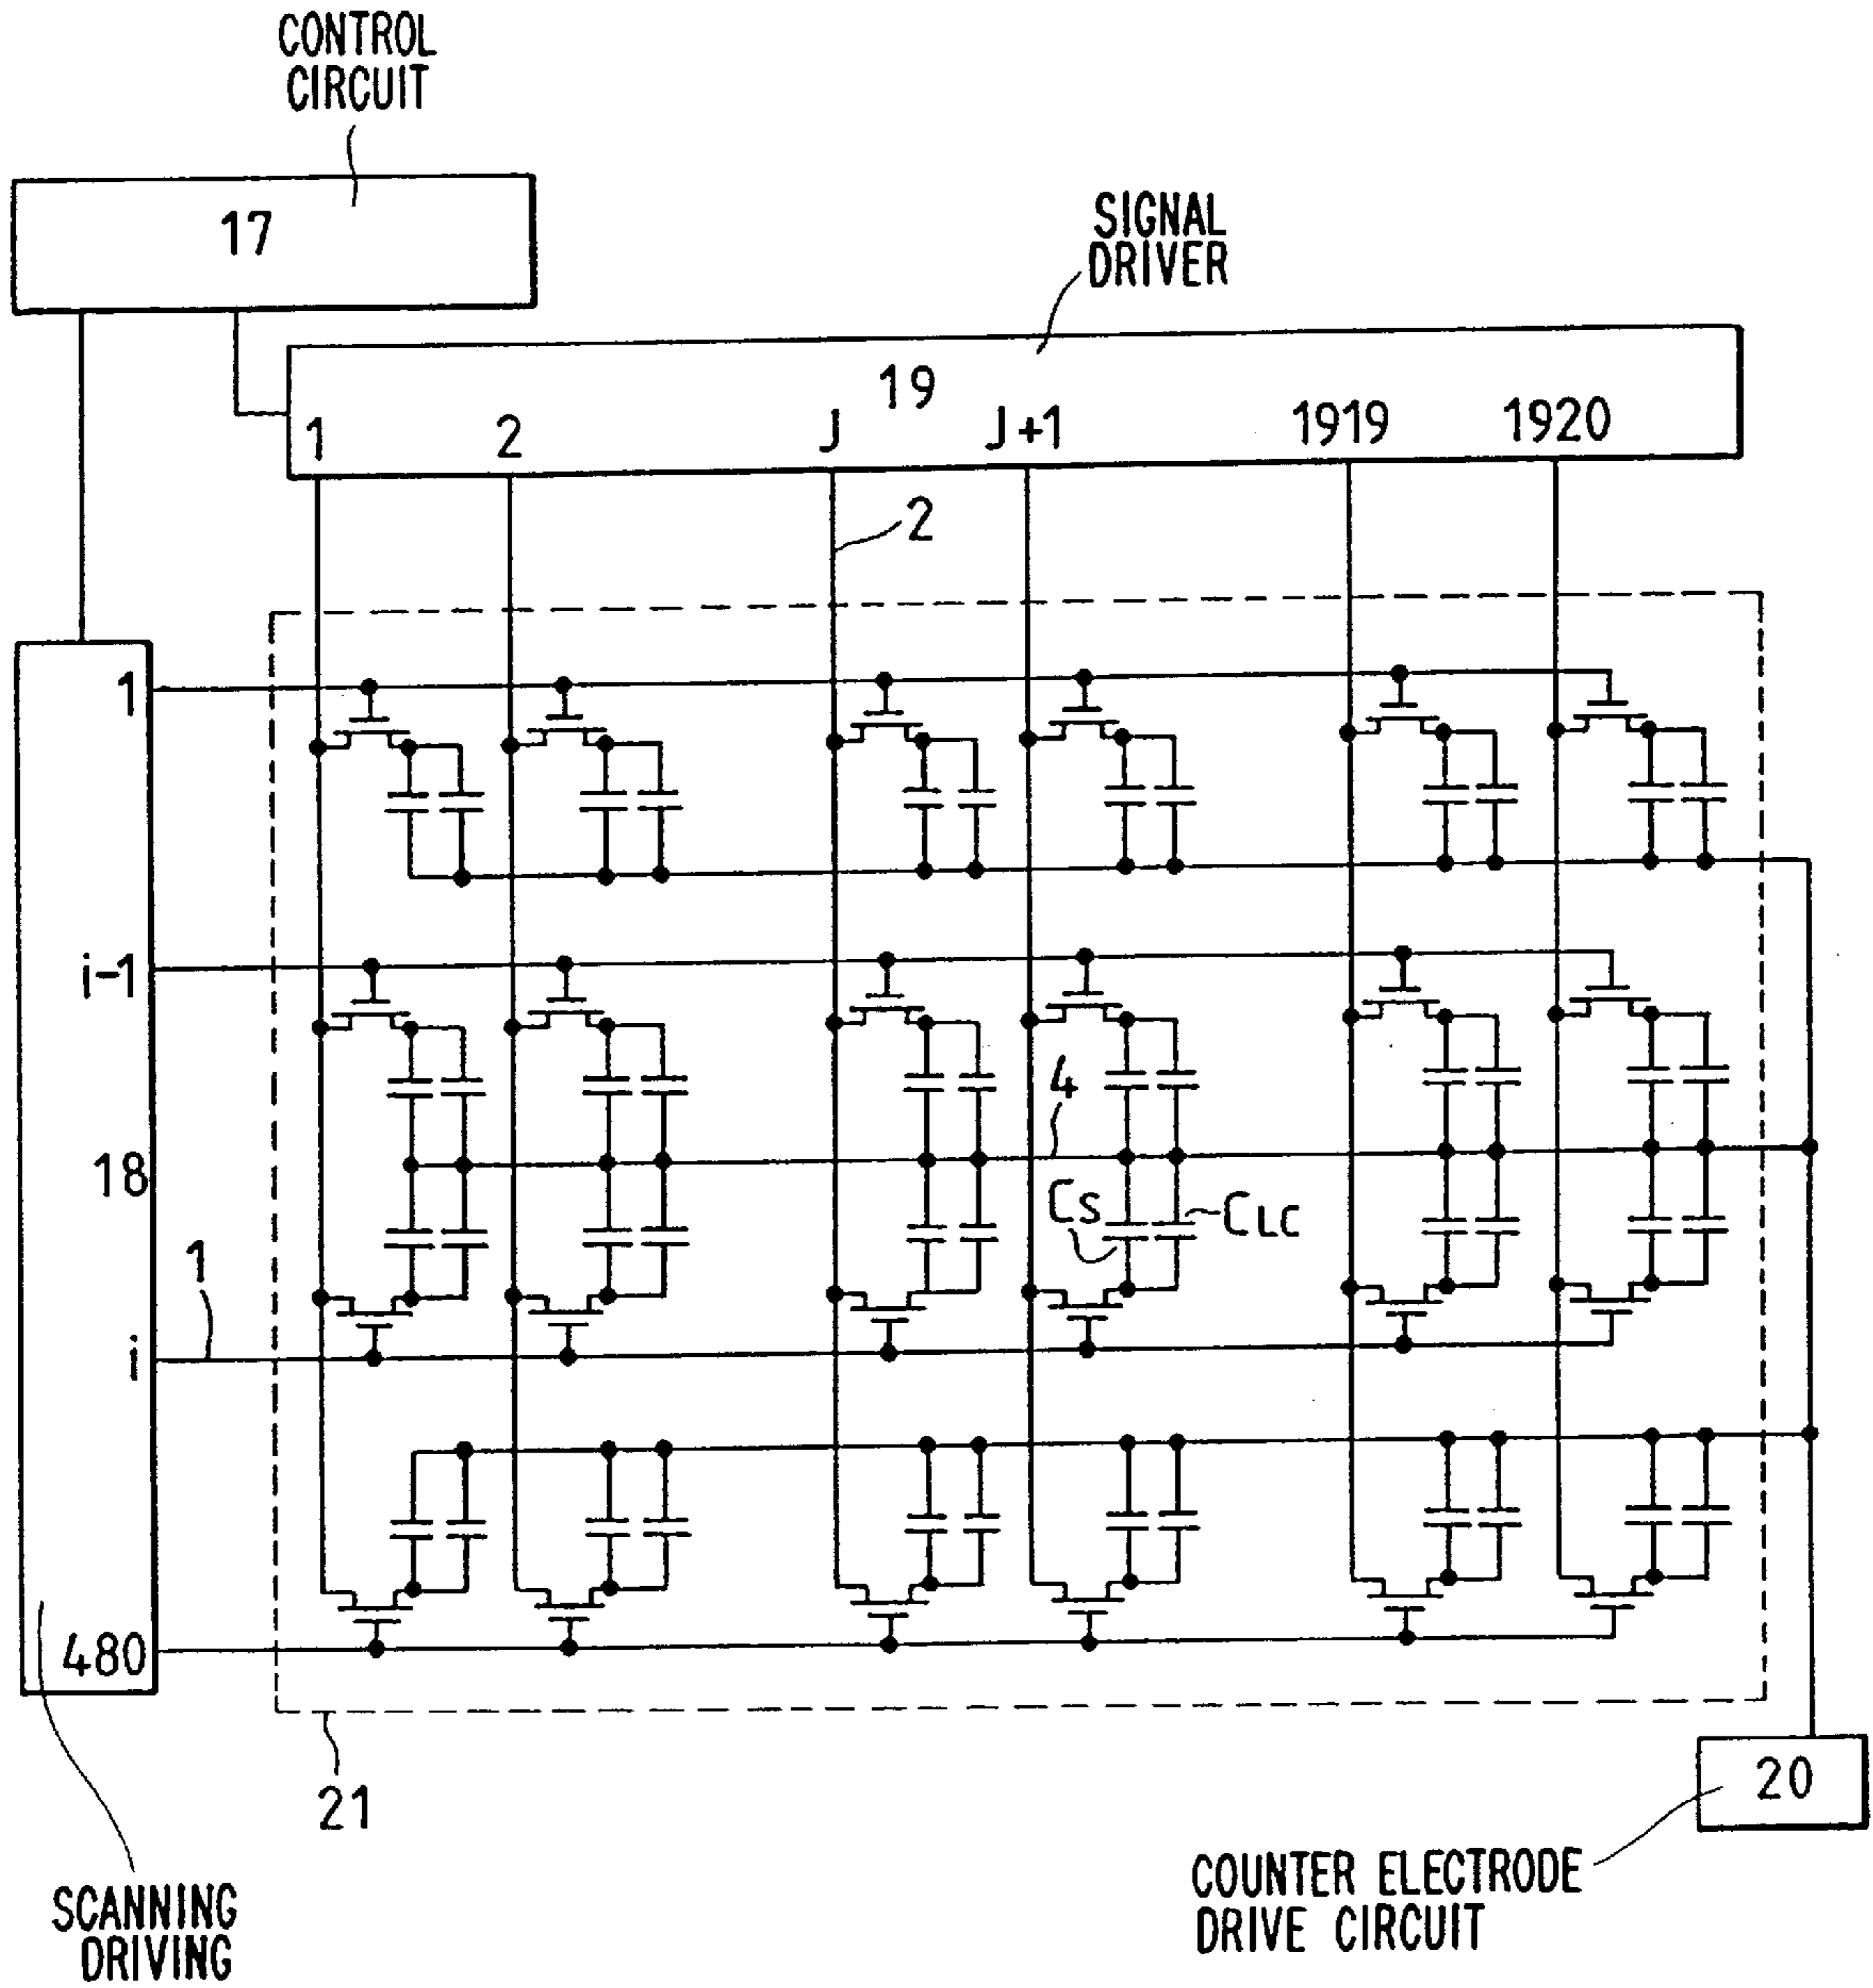 CONTROL
CIRCUIT
17
SIGNAL
DRIVER
19
1 2 J J+1 1919 1920
2
1
i-1
4
18
Cs CLC
1
i
480
21
20
SCANNING
DRIVING
COUNTER ELECTRODE
DRIVE CIRCUIT